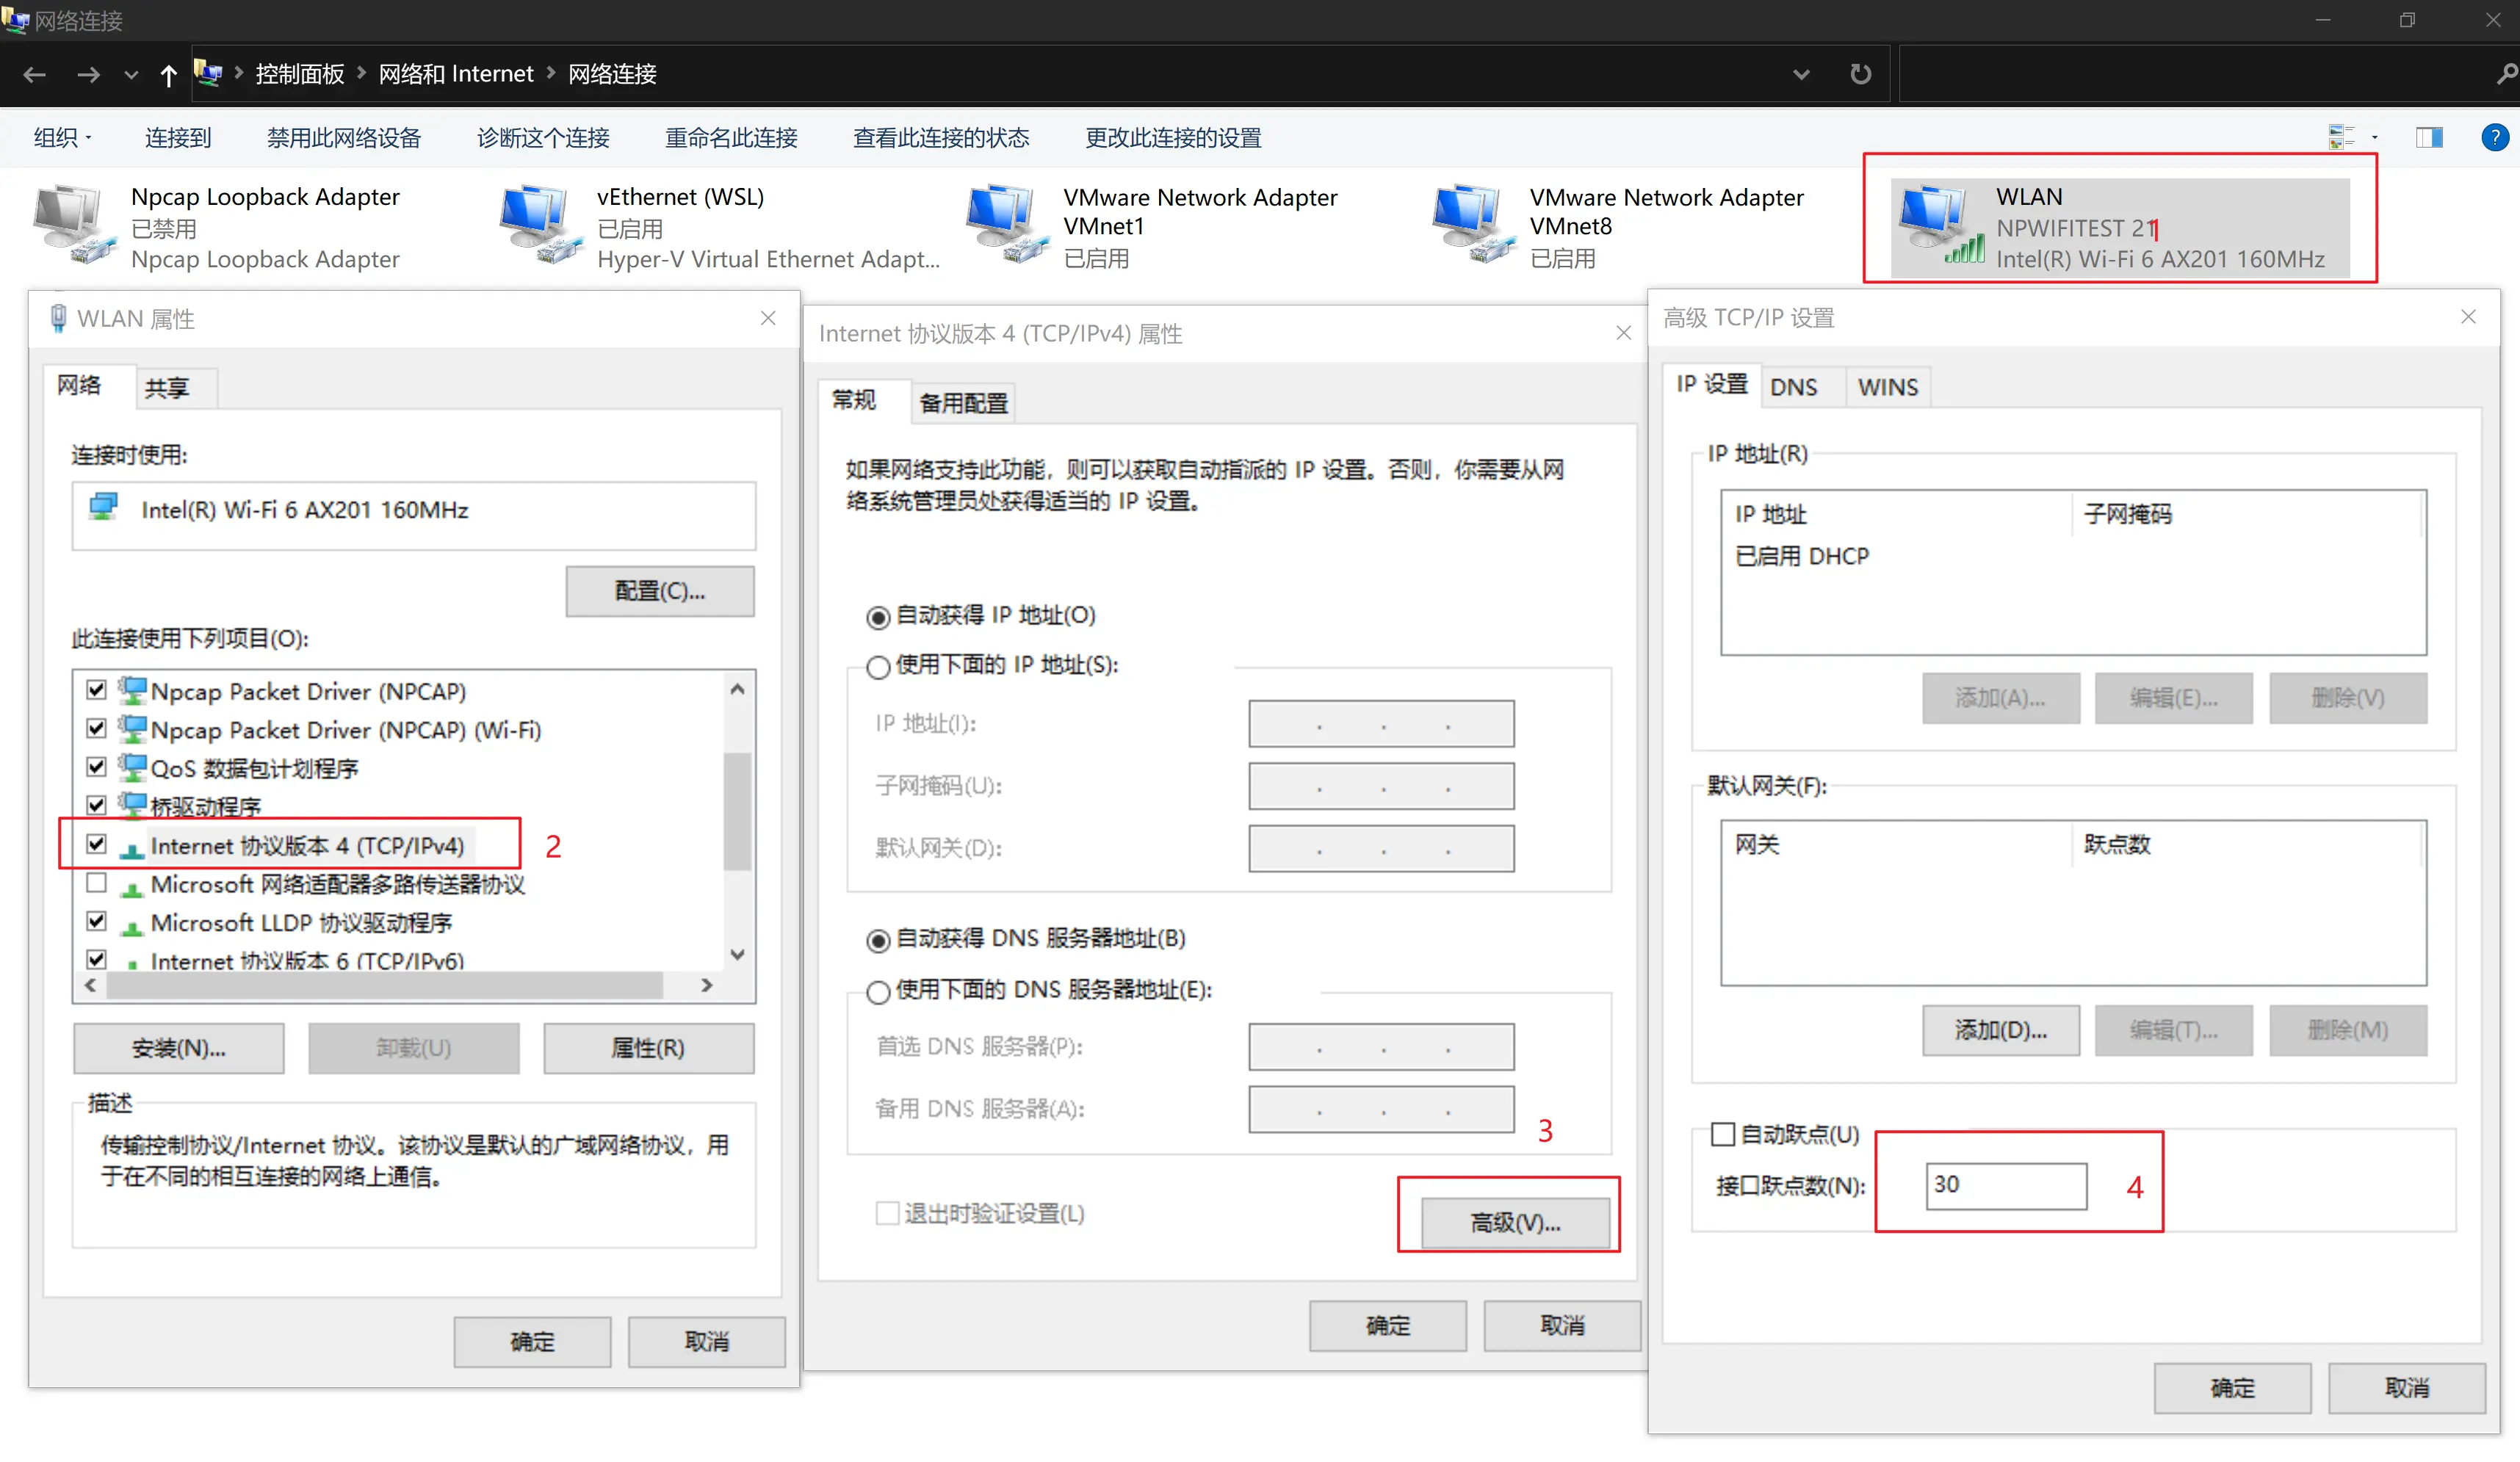 网络连接
控制面板 > 网络和 Internet > 网络连接
组织
连接到
禁用此网络设备
诊断这个连接
重命名此连接
查看此连接的状态
更改此连接的设置
Npcap Loopback Adapter
已禁用
Npcap Loopback Adapter
vEthernet (WSL)
已启用
Hyper-V Virtual Ethernet Adapt...
VMware Network Adapter
VMnet1
已启用
VMware Network Adapter
VMnet8
已启用
WLAN
NPWIFITEST 21
Intel(R) Wi-Fi 6 AX201 160MHz
WLAN 属性
网络
共享
连接时使用:
Intel(R) Wi-Fi 6 AX201 160MHz
配置(C)...
此连接使用下列项目(O):
Npcap Packet Driver (NPCAP)
Npcap Packet Driver (NPCAP) (Wi-Fi)
QoS 数据包计划程序
桥驱动程序
Internet 协议版本 4 (TCP/IPv4)
2
Microsoft 网络适配器多路传送器协议
Microsoft LLDP 协议驱动程序
Internet 协议版本 6 (TCP/IPv6)
安装(N)...
卸载(U)
属性(R)
描述
传输控制协议/Internet 协议。该协议是默认的广域网络协议，用
于在不同的相互连接的网络上通信。
确定
取消
Internet 协议版本 4 (TCP/IPv4) 属性
常规
备用配置
如果网络支持此功能，则可以获取自动指派的 IP 设置。否则，你需要从网
络系统管理员处获得适当的 IP 设置。
自动获得 IP 地址(O)
使用下面的 IP 地址(S):
IP 地址(I):
子网掩码(U):
默认网关(D):
自动获得 DNS 服务器地址(B)
使用下面的 DNS 服务器地址(E):
首选 DNS 服务器(P):
备用 DNS 服务器(A):
3
退出时验证设置(L)
高级(V)...
确定
取消
高级 TCP/IP 设置
IP 设置
DNS
WINS
IP 地址(R)
IP 地址
子网掩码
已启用 DHCP
添加(A)...
编辑(E)...
删除(V)
默认网关(F):
网关
跃点数
添加(D)...
编辑(T)...
删除(M)
自动跃点(U)
接口跃点数(N):
30
4
确定
取消